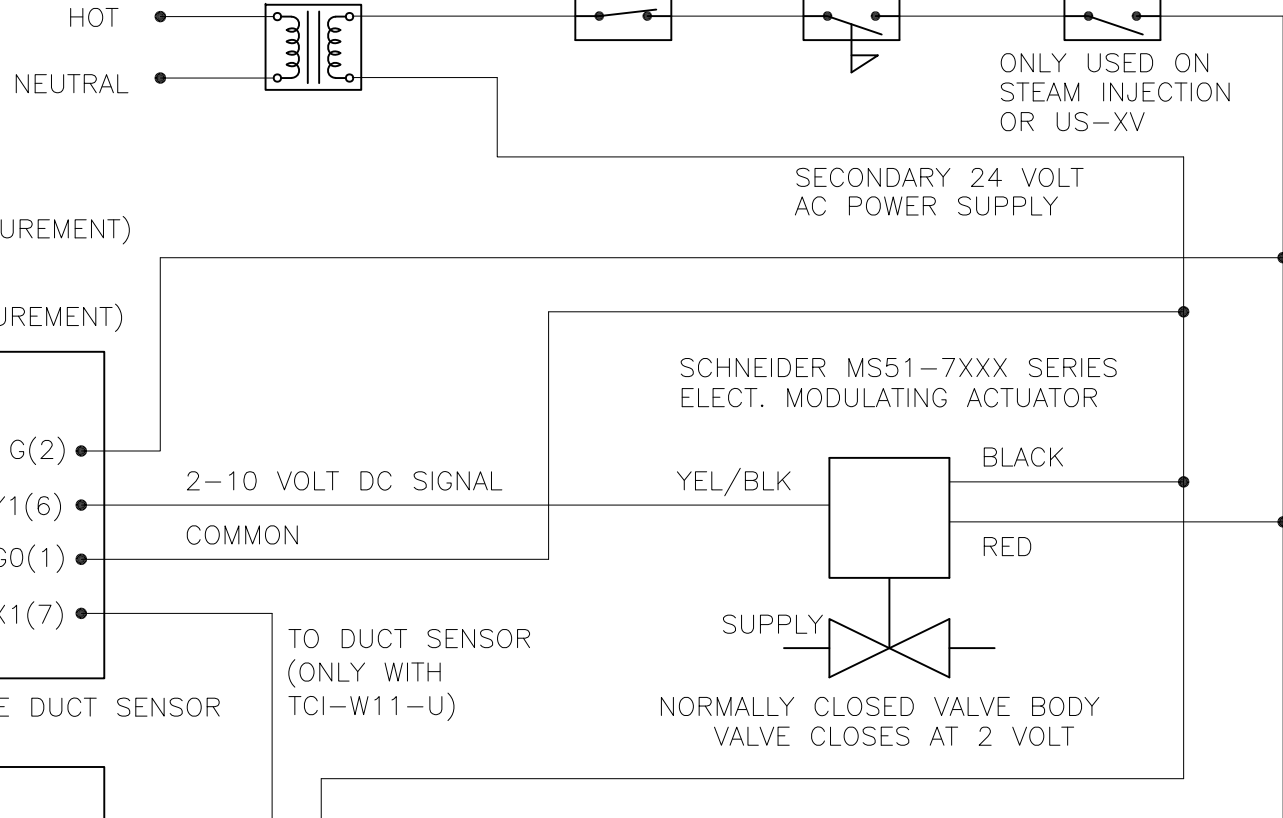 HOT
NEUTRAL
ONLY USED ON
STEAM INJECTION
OR US-XV
SECONDARY 24 VOLT
AC POWER SUPPLY
UREMENT)
UREMENT)
SCHNEIDER MS51-7XXX SERIES
ELECT. MODULATING ACTUATOR
G(2)
2-10 VOLT DC SIGNAL
YEL/BLK
BLACK
Y1(6)
COMMON
G0(1)
RED
X1(7)
TO DUCT SENSOR
(ONLY WITH
TCI-W11-U)
SUPPLY
E DUCT SENSOR
NORMALLY CLOSED VALVE BODY
VALVE CLOSES AT 2 VOLT